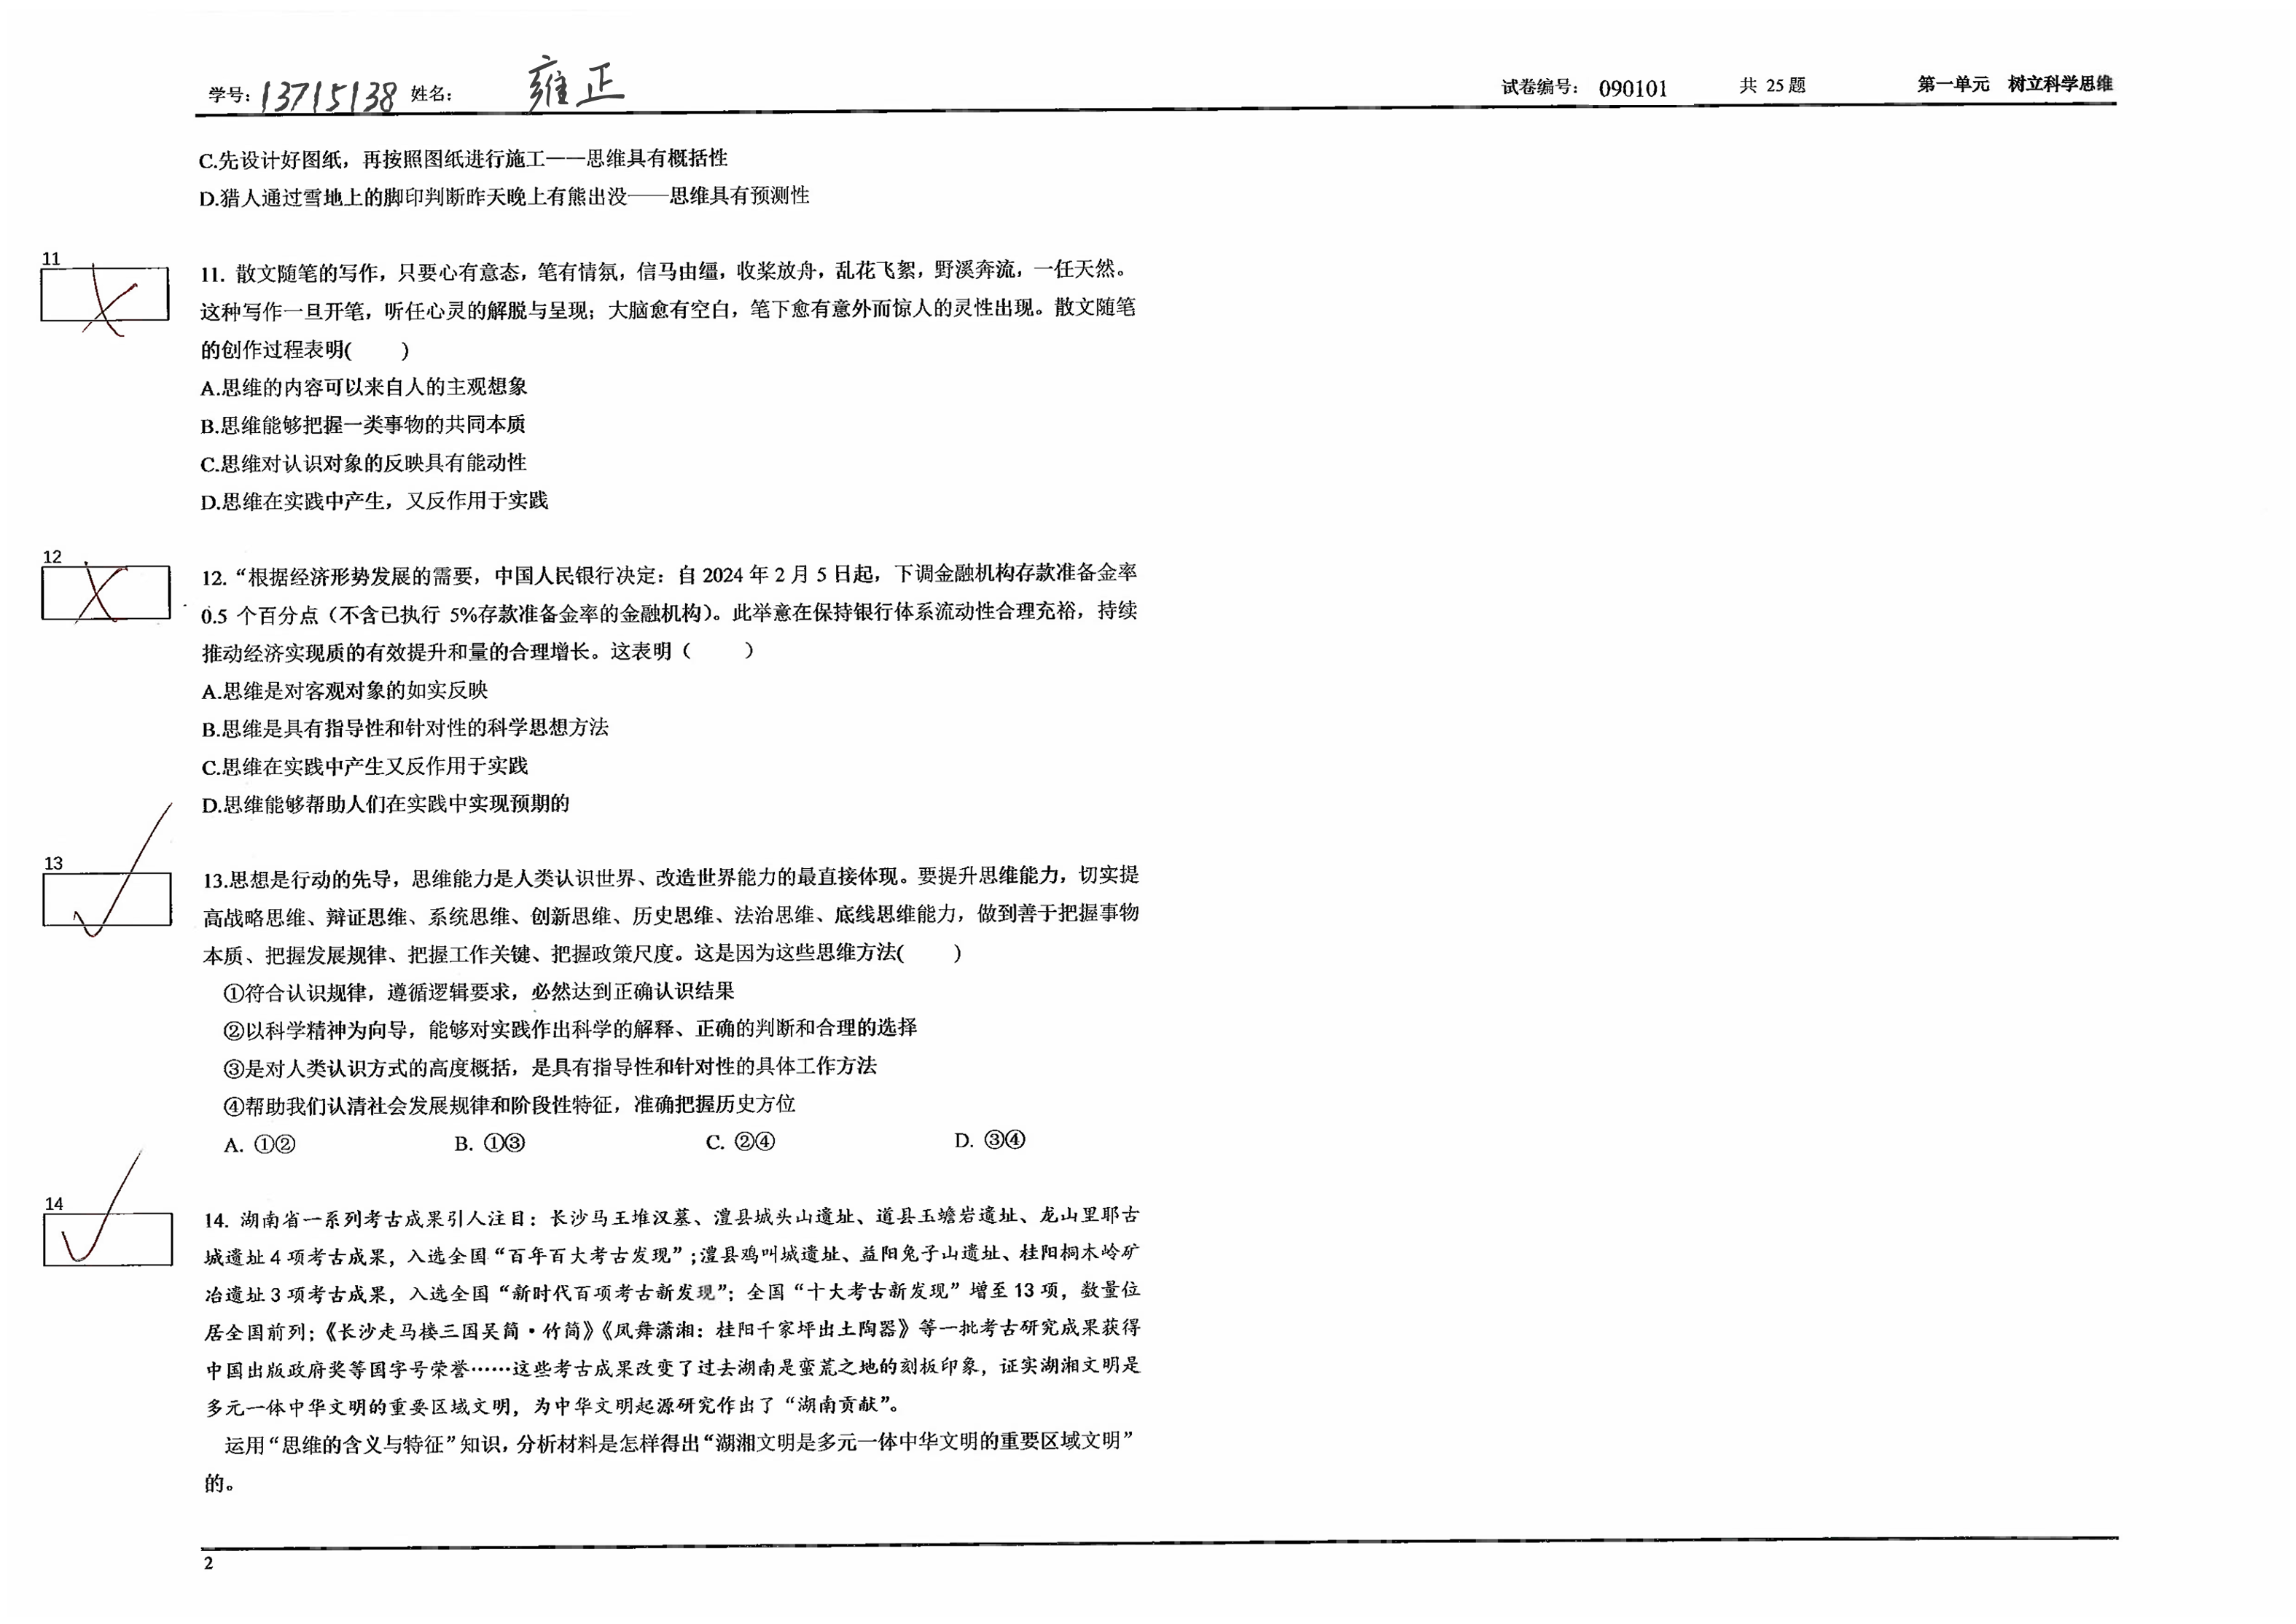 学号: 13715138 姓名: 雍正 试卷编号: 090101 共 25 题 第一单元 树立科学思维
C.先设计好图纸，再按照图纸进行施工——思维具有概括性
D.猎人通过雪地上的脚印判断昨天晚上有熊出没——思维具有预测性
11
11. 散文随笔的写作，只要心有意态，笔有情氛，信马由缰，收桨放舟，乱花飞絮，野溪奔流，一任天然。
这种写作一旦开笔，听任心灵的解脱与呈现；大脑愈有空白，笔下愈有意外而惊人的灵性出现。散文随笔
的创作过程表明( )
A.思维的内容可以来自人的主观想象
B.思维能够把握一类事物的共同本质
C.思维对认识对象的反映具有能动性
D.思维在实践中产生，又反作用于实践
12
12. “根据经济形势发展的需要，中国人民银行决定：自 2024 年 2 月 5 日起，下调金融机构存款准备金率
0.5 个百分点（不含已执行 5%存款准备金率的金融机构）。此举意在保持银行体系流动性合理充裕，持续
推动经济实现质的有效提升和量的合理增长。这表明（ ）
A.思维是对客观对象的如实反映
B.思维是具有指导性和针对性的科学思想方法
C.思维在实践中产生又反作用于实践
D.思维能够帮助人们在实践中实现预期的
13
13.思想是行动的先导，思维能力是人类认识世界、改造世界能力的最直接体现。要提升思维能力，切实提
高战略思维、辩证思维、系统思维、创新思维、历史思维、法治思维、底线思维能力，做到善于把握事物
本质、把握发展规律、把握工作关键、把握政策尺度。这是因为这些思维方法( )
①符合认识规律，遵循逻辑要求，必然达到正确认识结果
②以科学精神为向导，能够对实践作出科学的解释、正确的判断和合理的选择
③是对人类认识方式的高度概括，是具有指导性和针对性的具体工作方法
④帮助我们认清社会发展规律和阶段性特征，准确把握历史方位
A. ①② B. ①③ C. ②④ D. ③④
14
14. 湖南省一系列考古成果引人注目：长沙马王堆汉墓、澧县城头山遗址、道县玉蟾岩遗址、龙山里耶古
城遗址 4 项考古成果，入选全国“百年百大考古发现”；澧县鸡叫城遗址、益阳兔子山遗址、桂阳桐木岭矿
冶遗址 3 项考古成果，入选全国“新时代百项考古新发现”；全国“十大考古新发现”增至 13 项，数量位
居全国前列；《长沙走马楼三国吴简·竹简》《凤舞潇湘：桂阳千家坪出土陶器》等一批考古研究成果获得
中国出版政府奖等国字号荣誉……这些考古成果改变了过去湖南是蛮荒之地的刻板印象，证实湖湘文明是
多元一体中华文明的重要区域文明，为中华文明起源研究作出了“湖南贡献”。
运用“思维的含义与特征”知识，分析材料是怎样得出“湖湘文明是多元一体中华文明的重要区域文明”
的。
2